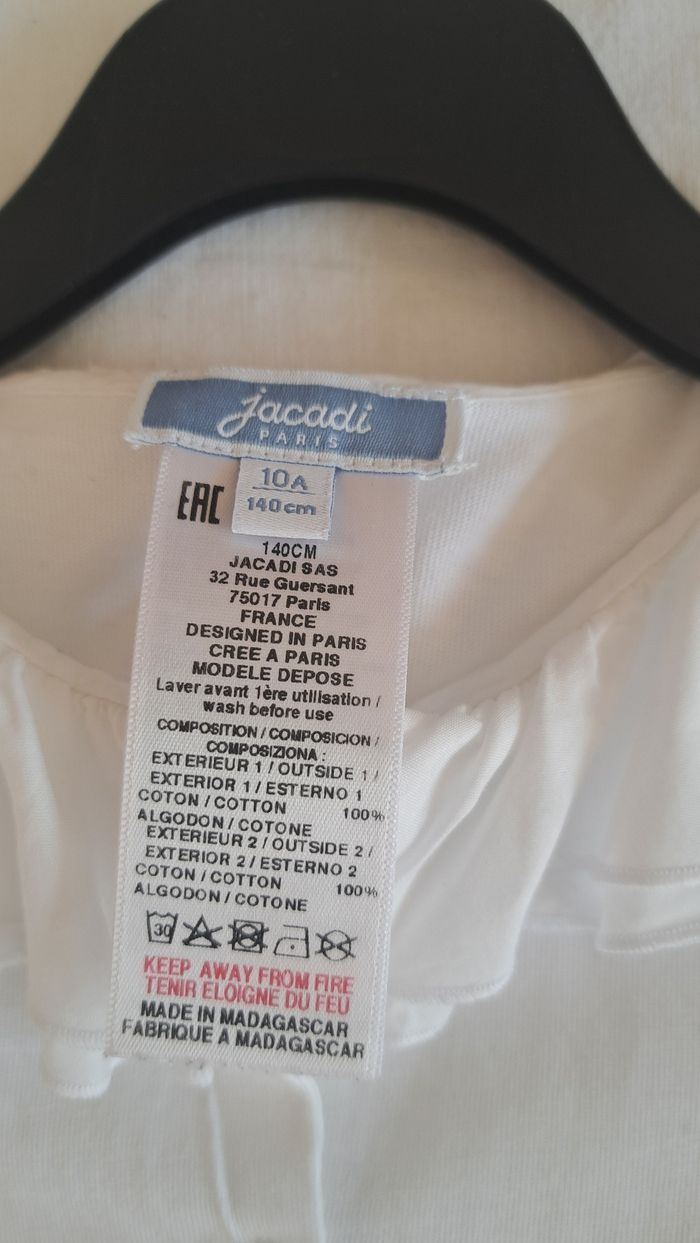 jacadi
PARIS
10A
140cm
EAC
140CM
JACADI SAS
32 Rue Guersant
75017 Paris
FRANCE
DESIGNED IN PARIS
CREE A PARIS
MODELE DEPOSE
Laver avant 1ère utilisation /
wash before use
COMPOSITION / COMPOSICION /
COMPOSIZIONA :
EXTERIEUR 1 / OUTSIDE 1 /
EXTERIOR 1 / ESTERNO 1
COTON / COTTON 100%
ALGODON / COTONE
EXTERIEUR 2 / OUTSIDE 2 /
EXTERIOR 2 / ESTERNO 2
COTON / COTTON 100%
ALGODON / COTONE
30
KEEP AWAY FROM FIRE
TENIR ELOIGNE DU FEU
MADE IN MADAGASCAR
FABRIQUE A MADAGASCAR